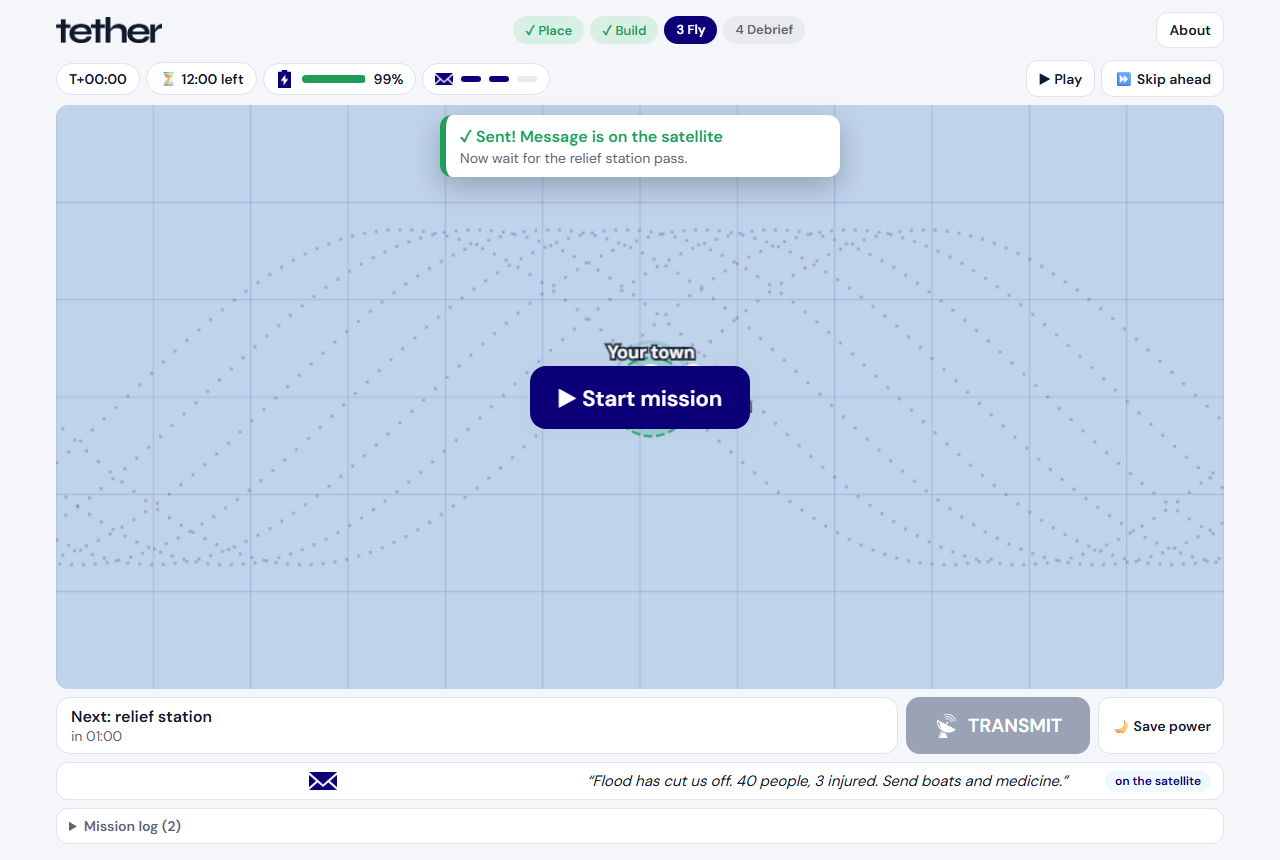 tether
✓ Place
✓ Build
3 Fly
4 Debrief
About
T+00:00
⏳ 12:00 left
99%
▶ Play
⏩ Skip ahead
✓ Sent! Message is on the satellite
Now wait for the relief station pass.
Your town
▶ Start mission
Next: relief station
in 01:00
TRANSMIT
🌙 Save power
“Flood has cut us off. 40 people, 3 injured. Send boats and medicine.”
on the satellite
▶ Mission log (2)